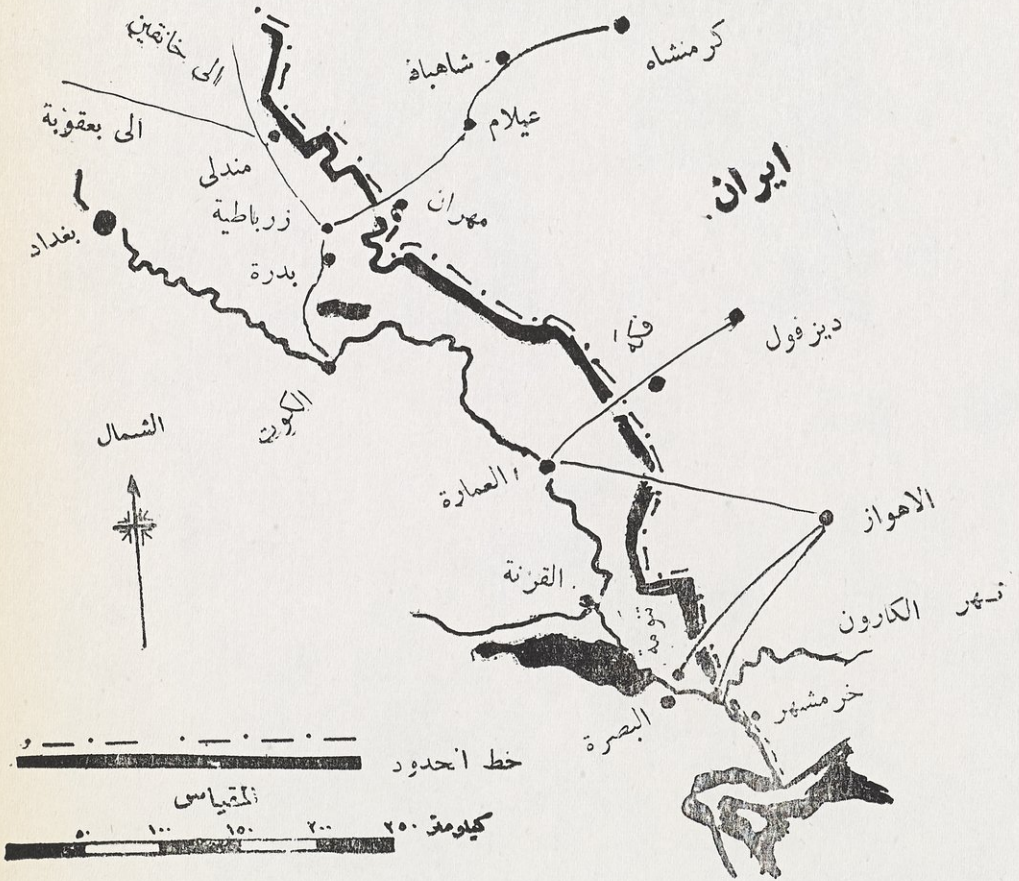 كرمنشاه
شاهباد
الى خانقين
عيلام
الى بعقوبة
مندلي
ايران
مهران
زرباطية
بغداد
بدرة
ديزفول
الكوت
الشمال
العمارة
الاهواز
القرنة
نهر الكارون
خرمشهر
البصرة
خط الحدود
المقياس
٥٠ ١٠٠ ١٥٠ ٢٠٠ ٢٥٠ كيلومتر